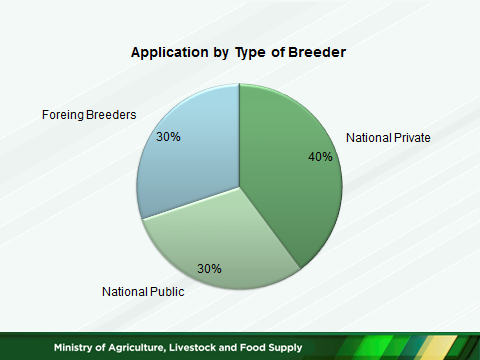 Application by Type of Breeder
Foreing Breeders
30%
National Private
40%
30%
National Public
Ministry of Agriculture, Livestock and Food Supply